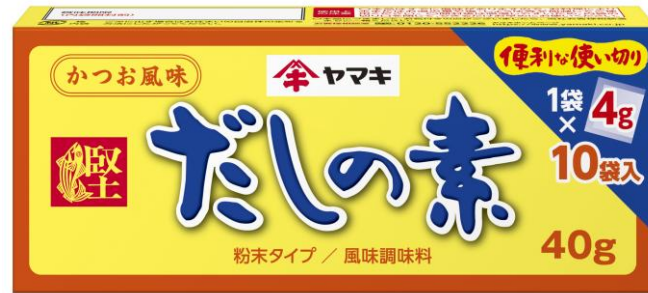 かつお風味
ヤマキ
便利な使い切り
1袋×4g
10袋入
だしの素
粉末タイプ / 風味調味料
40g